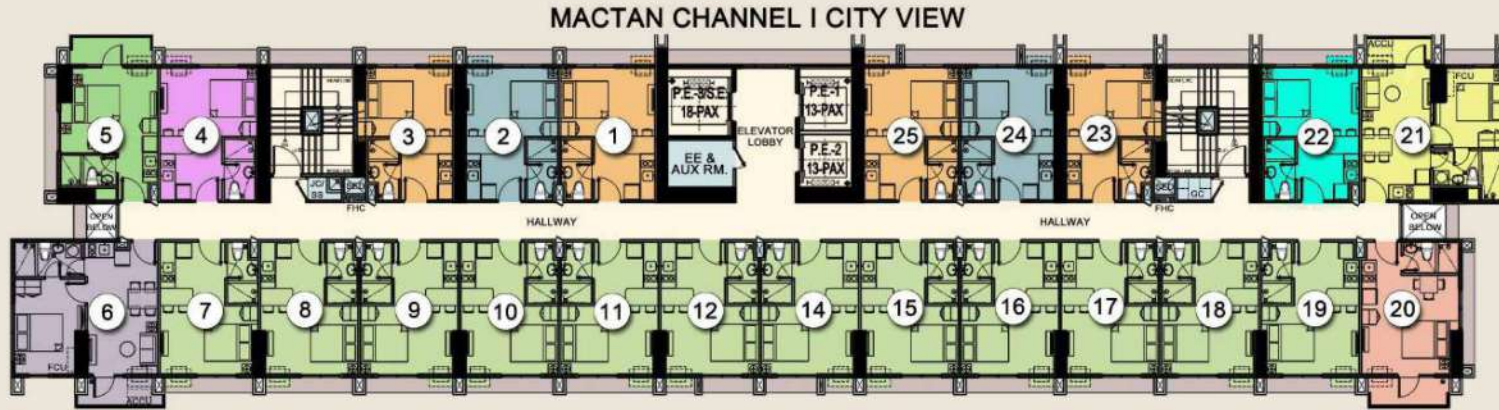 MACTAN CHANNEL I CITY VIEW
ACCU
FCU
P.E.-3/S.E.
18-PAX
P.E.-1
13-PAX
ELEVATOR
LOBBY
P.E.-2
13-PAX
EE &
AUX RM.
5
4
3
2
1
25
24
23
22
21
FHC
FHC
OPEN
BELOW
HALLWAY
HALLWAY
OPEN
BELOW
6
7
8
9
10
11
12
14
15
16
17
18
19
20
FCU
ACCU